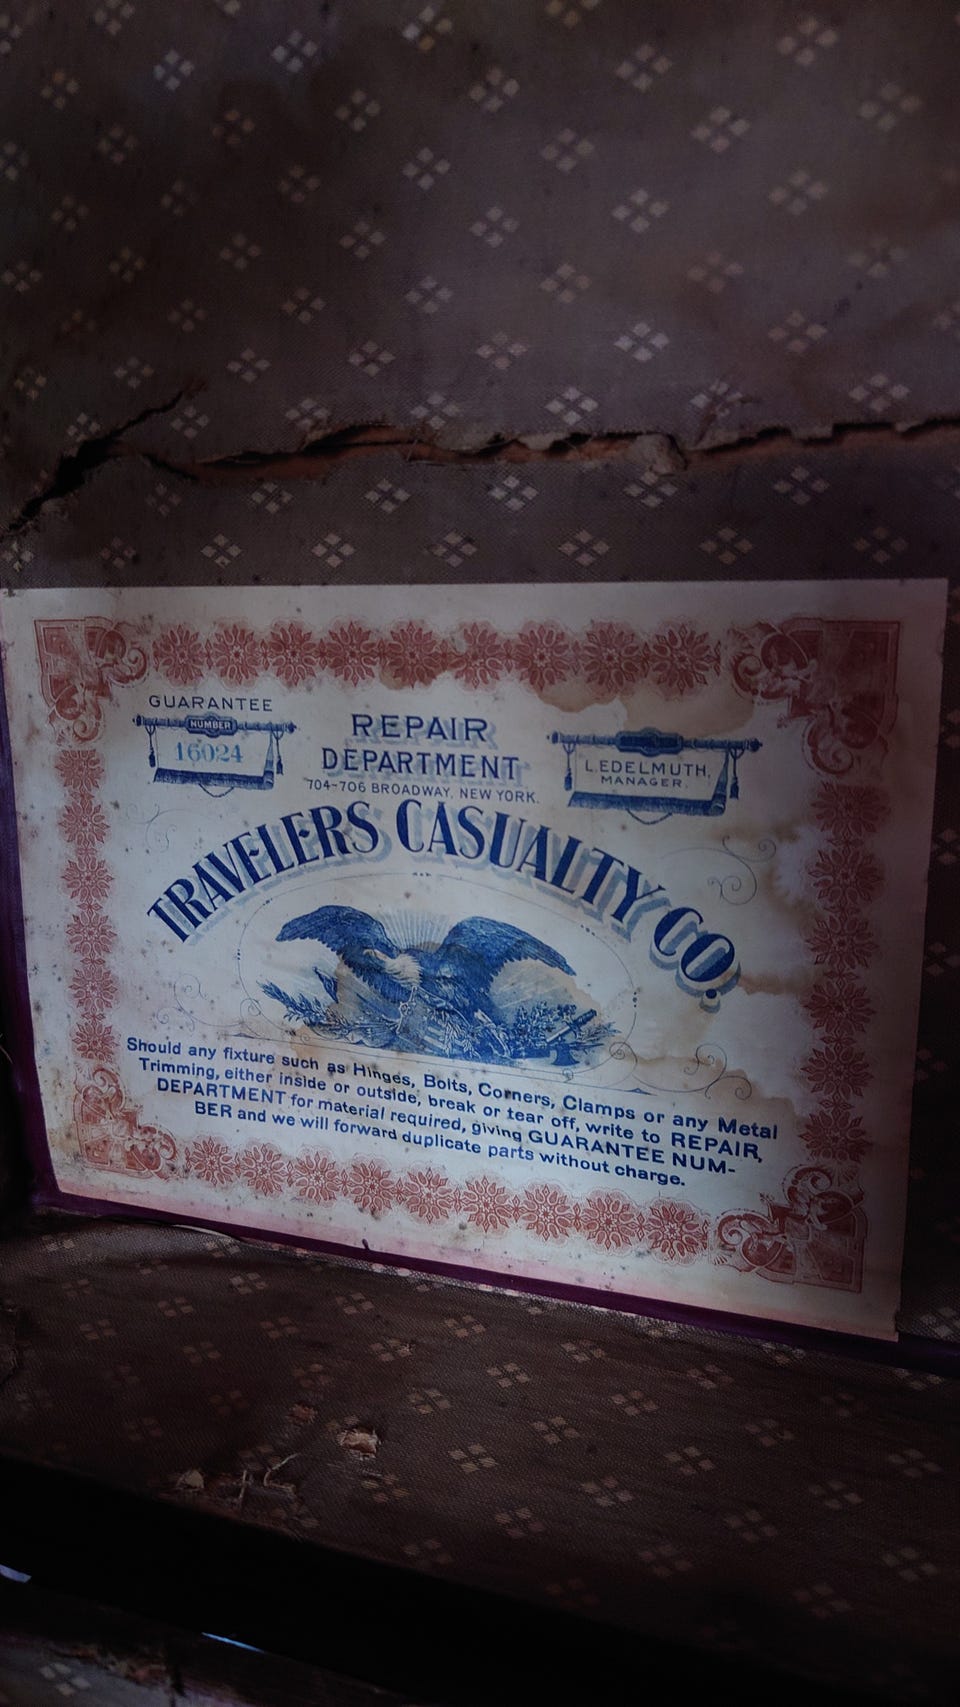 GUARANTEE
NUMBER
16024
REPAIR
DEPARTMENT
704-706 BROADWAY, NEW YORK.
L. EDELMUTH,
MANAGER.
TRAVELERS CASUALTY CO.
Should any fixture such as Hinges, Bolts, Corners, Clamps or any Metal
Trimming, either inside or outside, break or tear off, write to REPAIR,
DEPARTMENT for material required, giving GUARANTEE NUM-
BER and we will forward duplicate parts without charge.